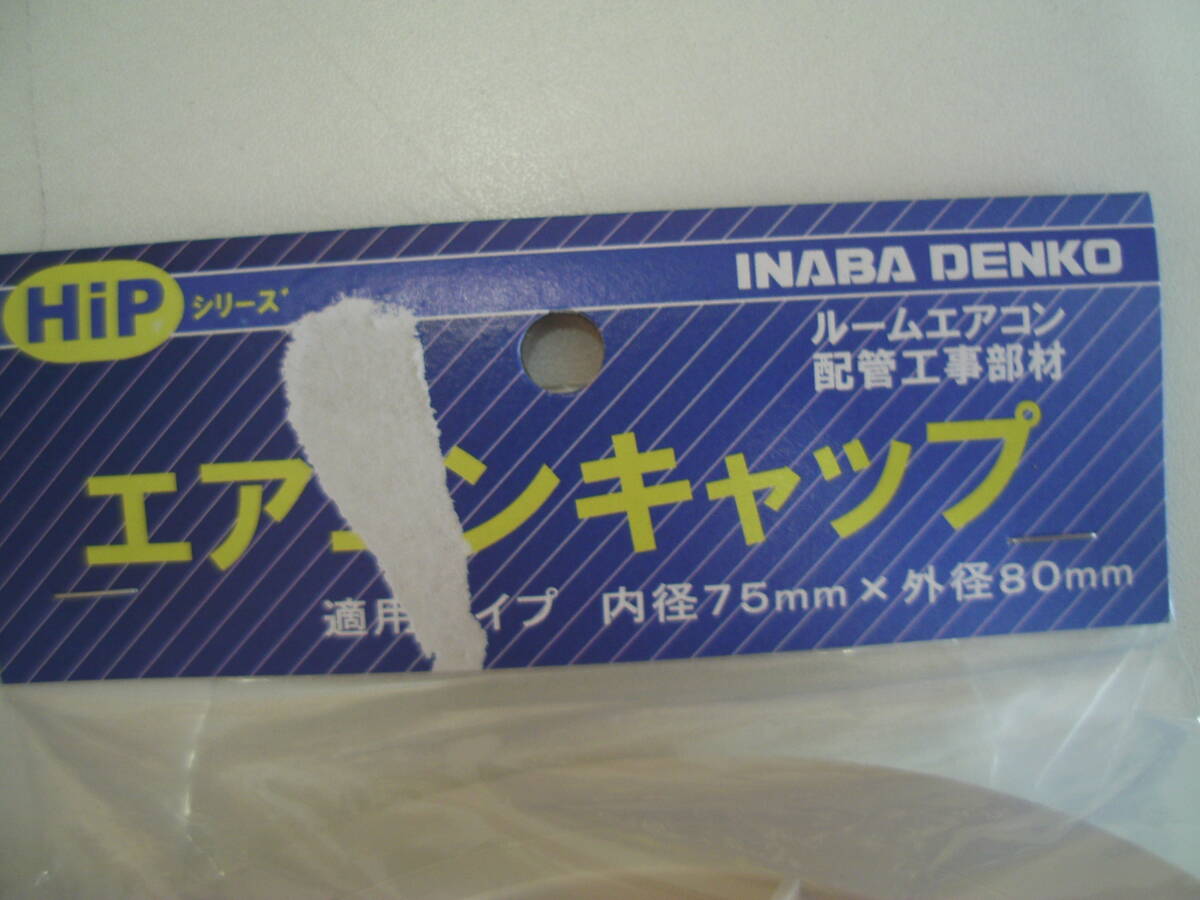 HiP シリーズ
INABA DENKO
ルームエアコン
配管工事部材
エアコンキャップ
適用 イプ 内径75mm×外径80mm